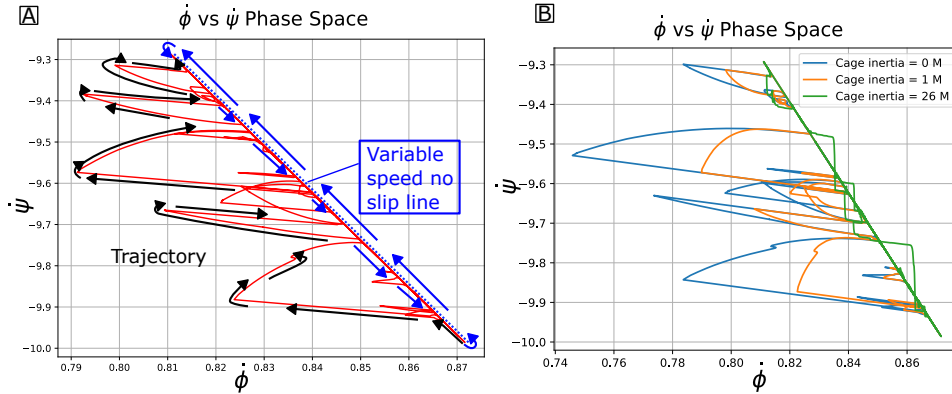 A
φ̇ vs ψ̇ Phase Space
−9.3
−9.4
−9.5
−9.6
−9.7
−9.8
−9.9
−10.0
ψ̇
Variable
speed no
slip line
Trajectory
0.79 0.80 0.81 0.82 0.83 0.84 0.85 0.86 0.87
φ̇
B
φ̇ vs ψ̇ Phase Space
Cage inertia = 0 M
Cage inertia = 1 M
Cage inertia = 26 M
−9.3
−9.4
−9.5
−9.6
−9.7
−9.8
−9.9
−10.0
ψ̇
0.74 0.76 0.78 0.80 0.82 0.84 0.86
φ̇